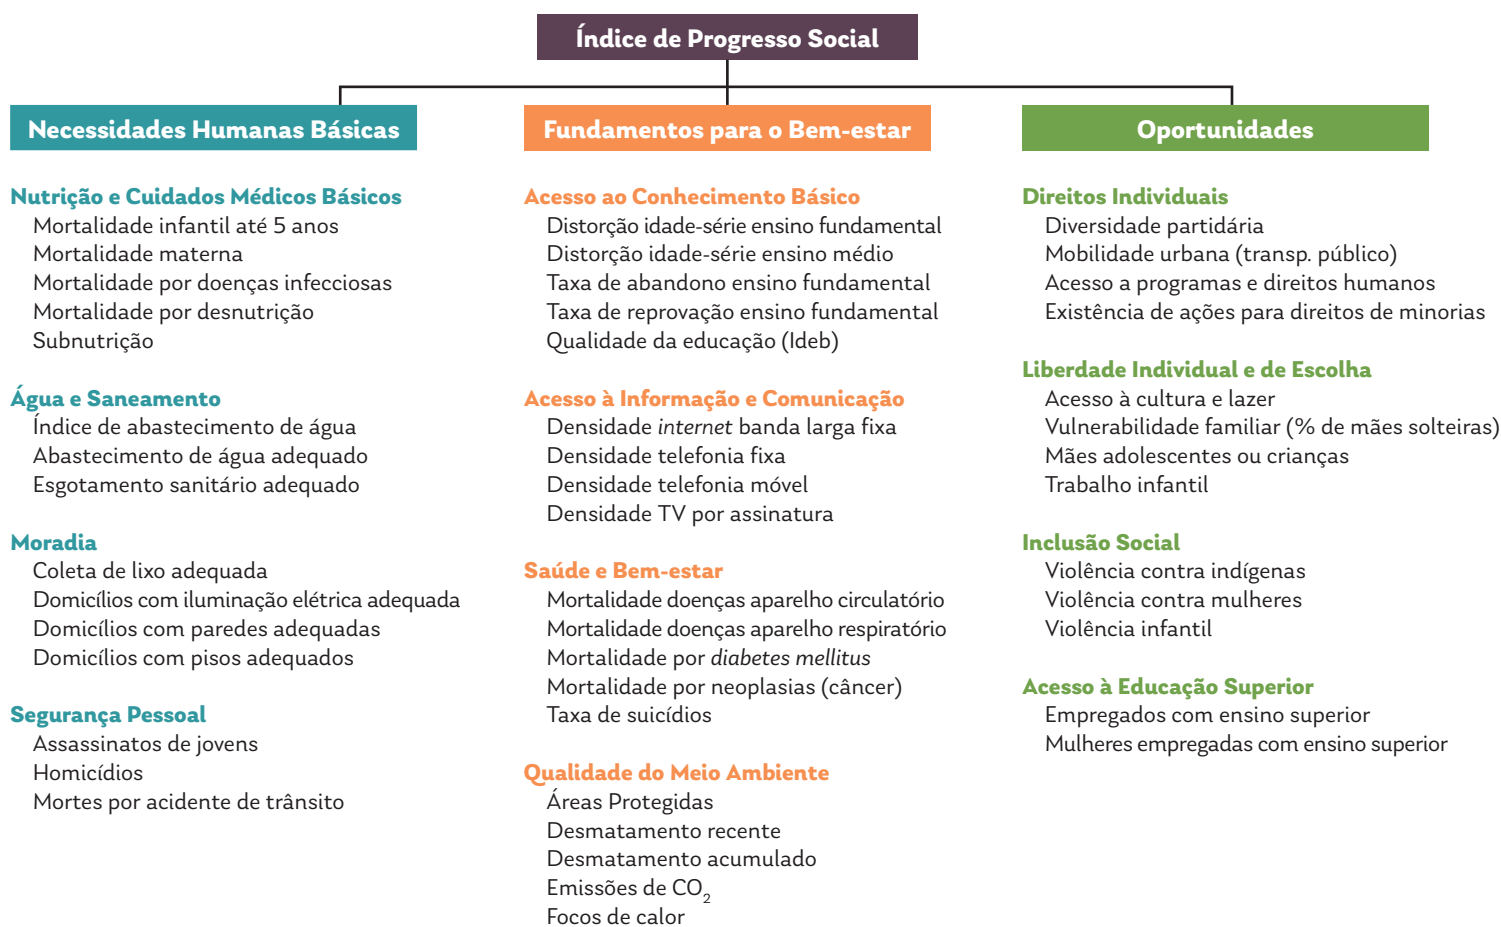 Índice de Progresso Social
Necessidades Humanas Básicas
Nutrição e Cuidados Médicos Básicos
Mortalidade infantil até 5 anos
Mortalidade materna
Mortalidade por doenças infecciosas
Mortalidade por desnutrição
Subnutrição
Água e Saneamento
Índice de abastecimento de água
Abastecimento de água adequado
Esgotamento sanitário adequado
Moradia
Coleta de lixo adequada
Domicílios com iluminação elétrica adequada
Domicílios com paredes adequadas
Domicílios com pisos adequados
Segurança Pessoal
Assassinatos de jovens
Homicídios
Mortes por acidente de trânsito
Fundamentos para o Bem-estar
Acesso ao Conhecimento Básico
Distorção idade-série ensino fundamental
Distorção idade-série ensino médio
Taxa de abandono ensino fundamental
Taxa de reprovação ensino fundamental
Qualidade da educação (Ideb)
Acesso à Informação e Comunicação
Densidade internet banda larga fixa
Densidade telefonia fixa
Densidade telefonia móvel
Densidade TV por assinatura
Saúde e Bem-estar
Mortalidade doenças aparelho circulatório
Mortalidade doenças aparelho respiratório
Mortalidade por diabetes mellitus
Mortalidade por neoplasias (câncer)
Taxa de suicídios
Qualidade do Meio Ambiente
Áreas Protegidas
Desmatamento recente
Desmatamento acumulado
Emissões de CO₂
Focos de calor
Oportunidades
Direitos Individuais
Diversidade partidária
Mobilidade urbana (transp. público)
Acesso a programas e direitos humanos
Existência de ações para direitos de minorias
Liberdade Individual e de Escolha
Acesso à cultura e lazer
Vulnerabilidade familiar (% de mães solteiras)
Mães adolescentes ou crianças
Trabalho infantil
Inclusão Social
Violência contra indígenas
Violência contra mulheres
Violência infantil
Acesso à Educação Superior
Empregados com ensino superior
Mulheres empregadas com ensino superior